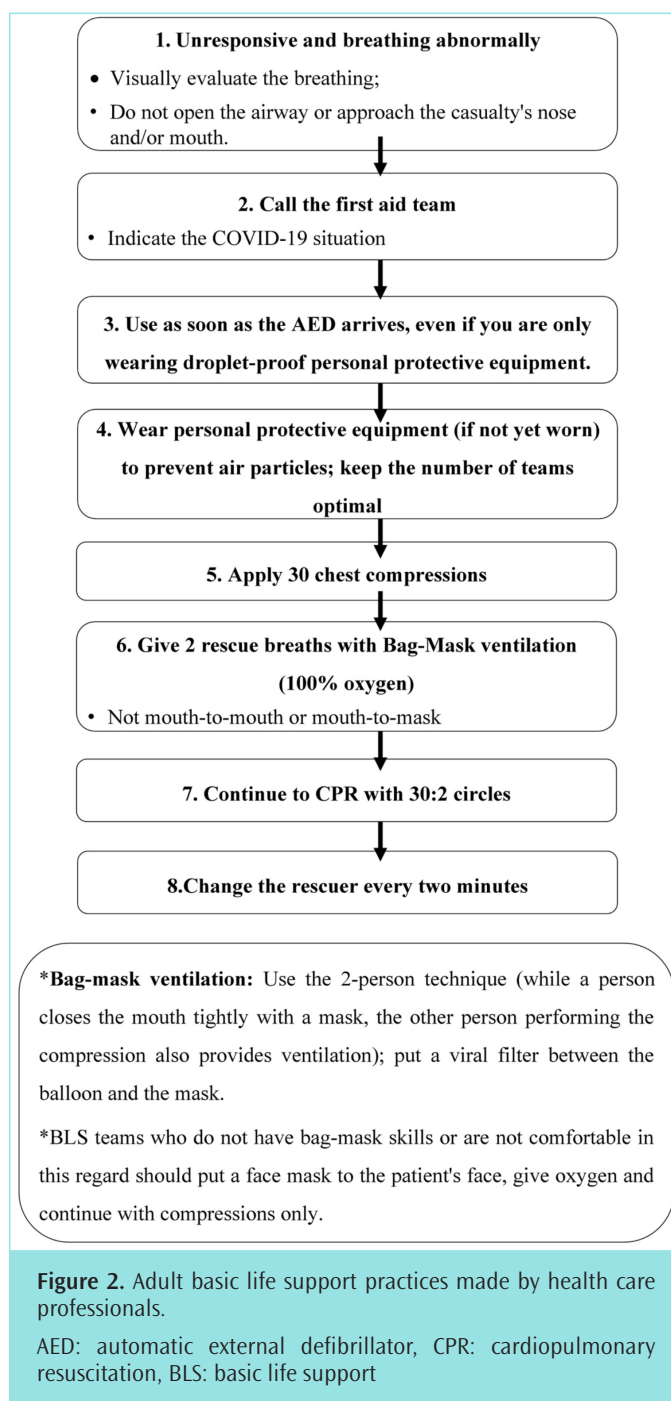 1. Unresponsive and breathing abnormally
• Visually evaluate the breathing;
• Do not open the airway or approach the casualty's nose
and/or mouth.
2. Call the first aid team
• Indicate the COVID-19 situation
3. Use as soon as the AED arrives, even if you are only
wearing droplet-proof personal protective equipment.
4. Wear personal protective equipment (if not yet worn)
to prevent air particles; keep the number of teams
optimal
5. Apply 30 chest compressions
6. Give 2 rescue breaths with Bag-Mask ventilation
(100% oxygen)
• Not mouth-to-mouth or mouth-to-mask
7. Continue to CPR with 30:2 circles
8.Change the rescuer every two minutes
*Bag-mask ventilation: Use the 2-person technique (while a person
closes the mouth tightly with a mask, the other person performing the
compression also provides ventilation); put a viral filter between the
balloon and the mask.
*BLS teams who do not have bag-mask skills or are not comfortable in
this regard should put a face mask to the patient's face, give oxygen and
continue with compressions only.
Figure 2. Adult basic life support practices made by health care
professionals.
AED: automatic external defibrillator, CPR: cardiopulmonary
resuscitation, BLS: basic life support